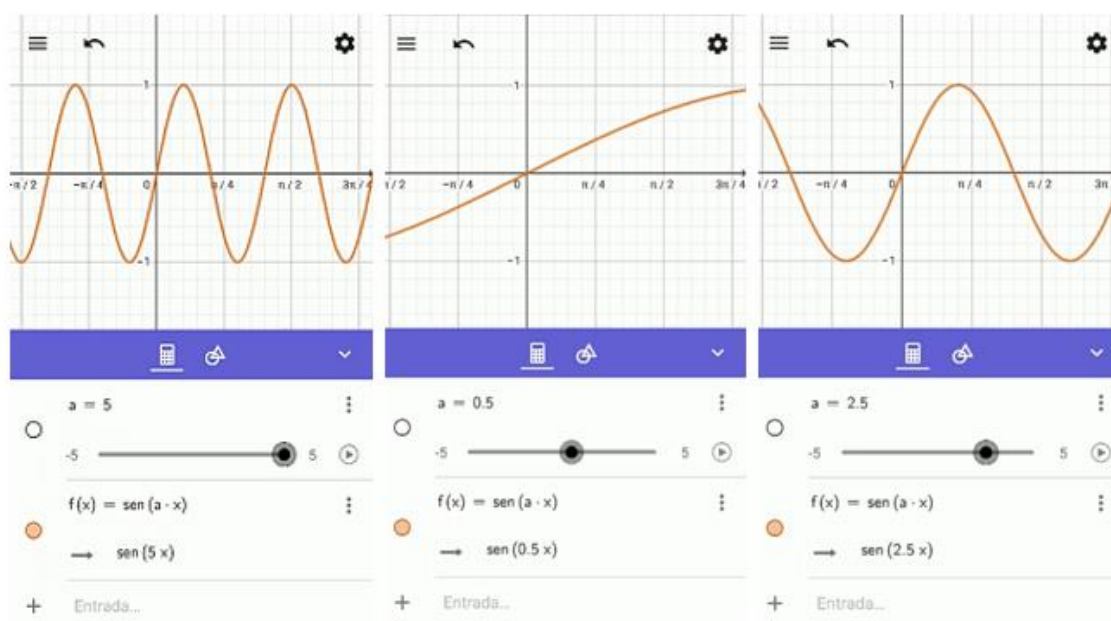 1
-π/2 -π/4 0 π/4 π/2 3π/4
-1
a = 5
-5 5
f(x) = sen (a · x)
→ sen (5 x)
+ Entrada...
1
π/2 -π/4 0 π/4 π/2 3π/4
-1
a = 0.5
-5 5
f(x) = sen (a · x)
→ sen (0.5 x)
+ Entrada...
1
π/2 -π/4 0 π/4 π/2 3π
-1
a = 2.5
-5 5
f(x) = sen (a · x)
→ sen (2.5 x)
+ Entrada...